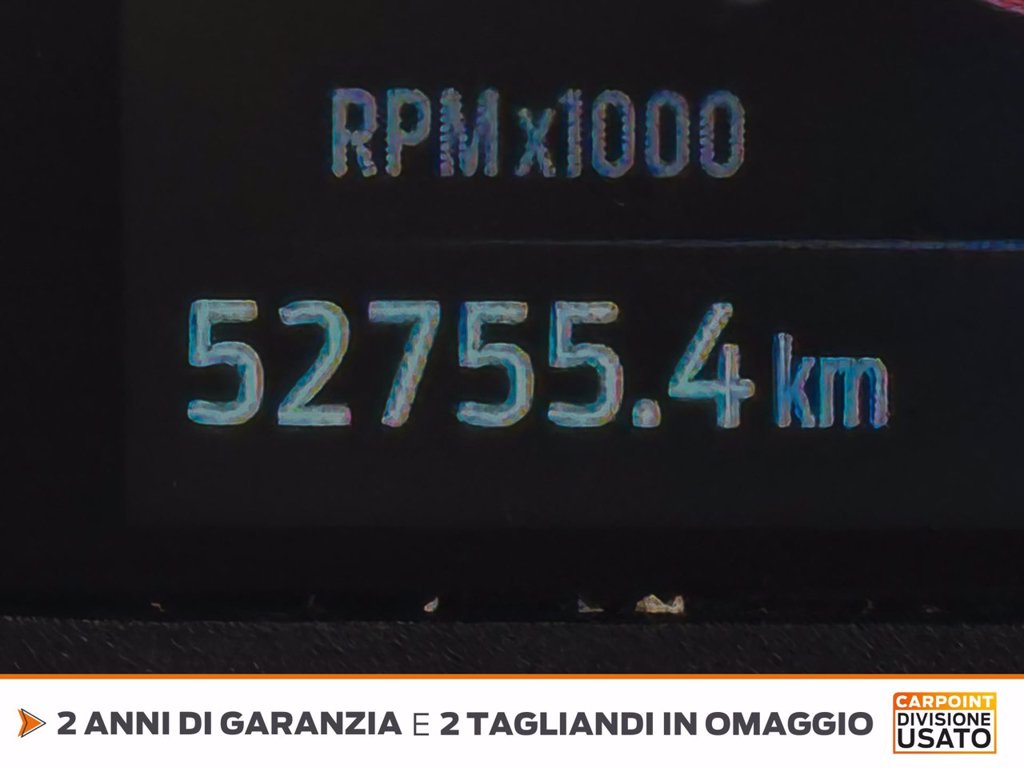 RPM x1000
52755.4 km
2 ANNI DI GARANZIA E 2 TAGLIANDI IN OMAGGIO
CARPOINT
DIVISIONE
USATO